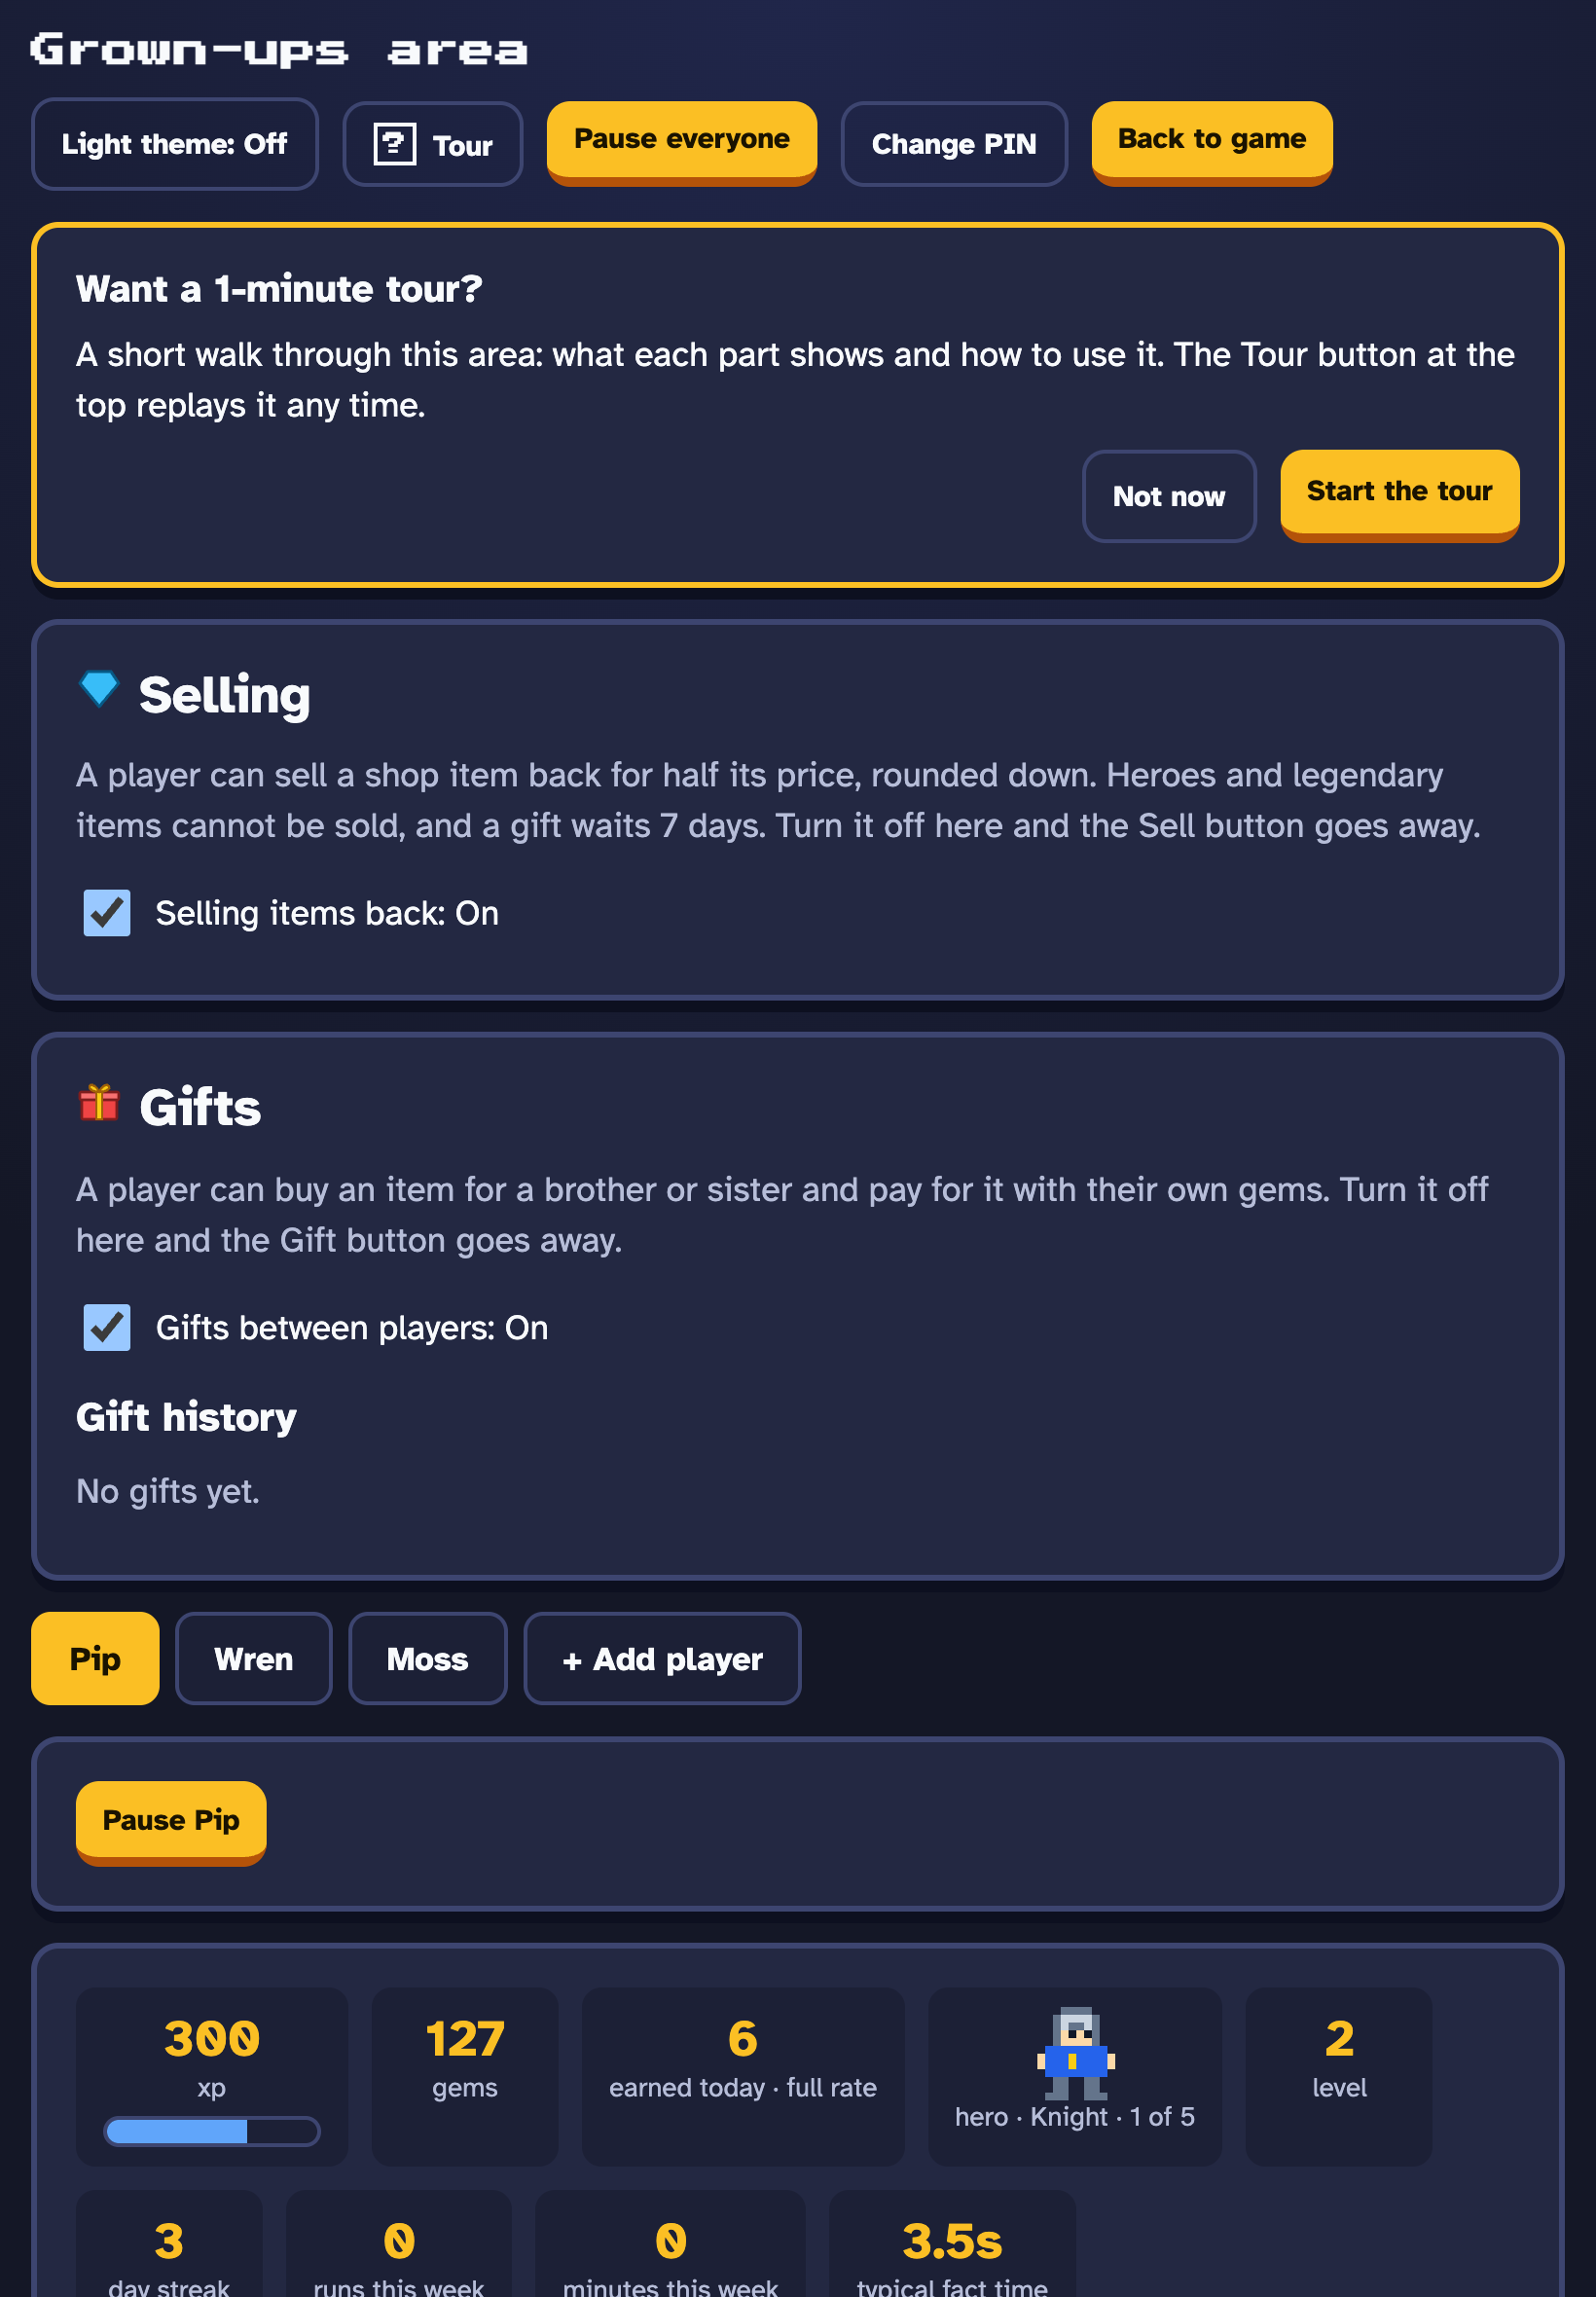 Grown-ups area
Light theme: Off
? Tour
Pause everyone
Change PIN
Back to game
Want a 1-minute tour?
A short walk through this area: what each part shows and how to use it. The Tour button at the
top replays it any time.
Not now
Start the tour
Selling
A player can sell a shop item back for half its price, rounded down. Heroes and legendary
items cannot be sold, and a gift waits 7 days. Turn it off here and the Sell button goes away.
Selling items back: On
Gifts
A player can buy an item for a brother or sister and pay for it with their own gems. Turn it off
here and the Gift button goes away.
Gifts between players: On
Gift history
No gifts yet.
Pip
Wren
Moss
+ Add player
Pause Pip
300
xp
127
gems
6
earned today · full rate
hero · Knight · 1 of 5
2
level
3
day streak
0
runs this week
0
minutes this week
3.5s
typical fact time